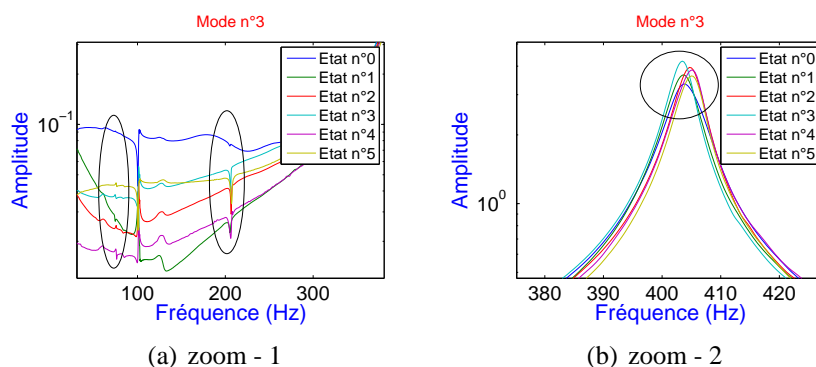 Mode n°3
Etat n°0
Etat n°1
Etat n°2
Etat n°3
Etat n°4
Etat n°5
10⁻¹
Amplitude
100 200 300
Fréquence (Hz)
(a) zoom - 1
Mode n°3
Etat n°0
Etat n°1
Etat n°2
Etat n°3
Etat n°4
Etat n°5
10⁰
Amplitude
380 390 400 410 420
Fréquence (Hz)
(b) zoom - 2